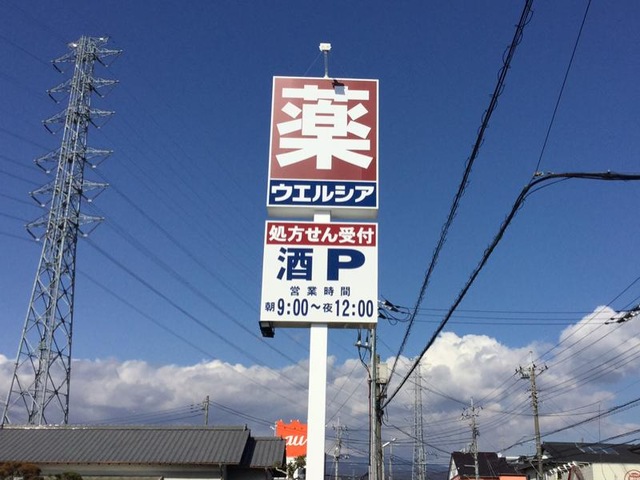 薬
ウエルシア
処方せん受付
酒 P
営業時間
朝9:00～夜12:00
au